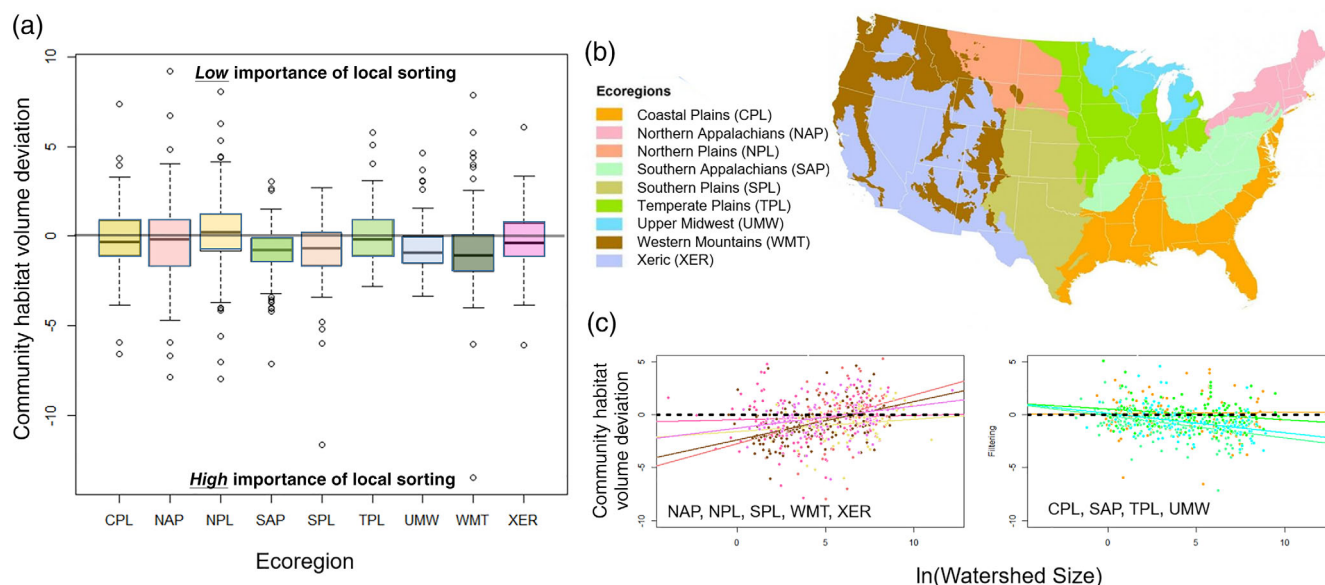 (a)
Community habitat volume deviation
10
5
0
-5
-10
Low importance of local sorting
High importance of local sorting
CPL NAP NPL SAP SPL TPL UMW WMT XER
Ecoregion
(b)
Ecoregions
Coastal Plains (CPL)
Northern Appalachians (NAP)
Northern Plains (NPL)
Southern Appalachians (SAP)
Southern Plains (SPL)
Temperate Plains (TPL)
Upper Midwest (UMW)
Western Mountains (WMT)
Xeric (XER)
(c)
Community habitat
volume deviation
5
0
-5
-10
NAP, NPL, SPL, WMT, XER
0 5 10
Filtering
5
0
-5
-10
CPL, SAP, TPL, UMW
0 5 10
ln(Watershed Size)